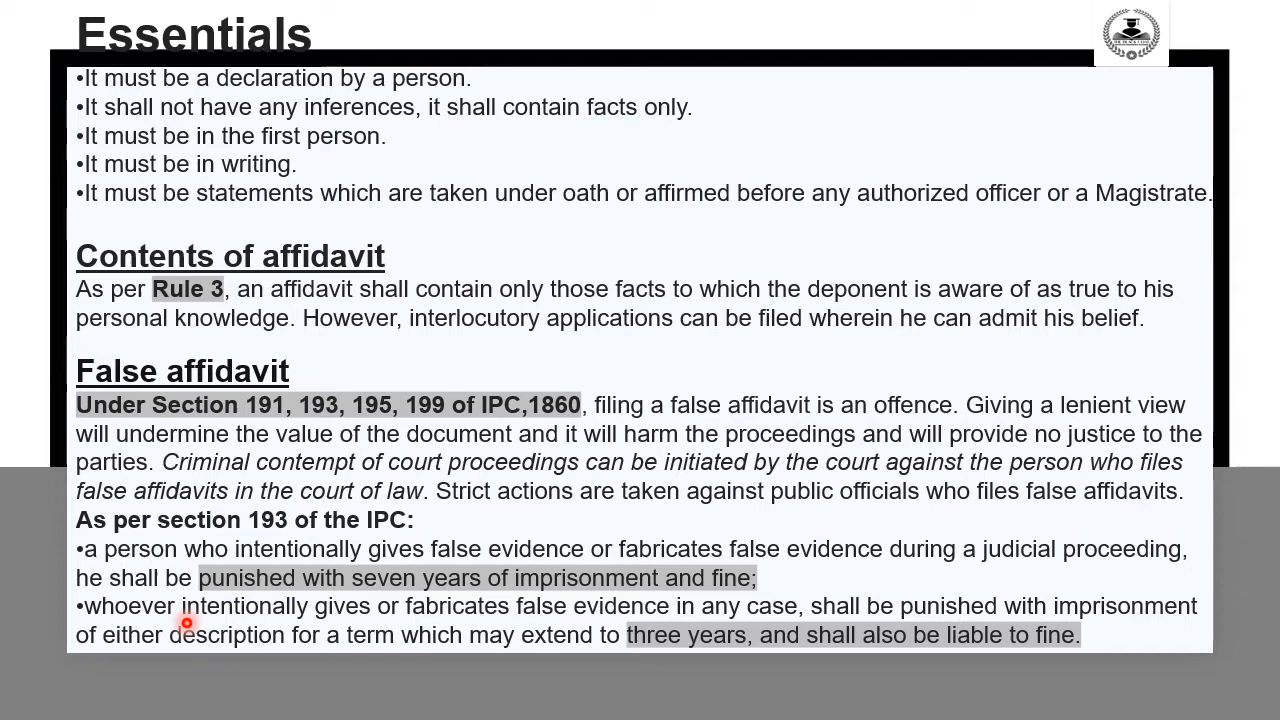 Essentials
•It must be a declaration by a person.
•It shall not have any inferences, it shall contain facts only.
•It must be in the first person.
•It must be in writing.
•It must be statements which are taken under oath or affirmed before any authorized officer or a Magistrate.
Contents of affidavit
As per Rule 3, an affidavit shall contain only those facts to which the deponent is aware of as true to his
personal knowledge. However, interlocutory applications can be filed wherein he can admit his belief.
False affidavit
Under Section 191, 193, 195, 199 of IPC,1860, filing a false affidavit is an offence. Giving a lenient view
will undermine the value of the document and it will harm the proceedings and will provide no justice to the
parties. Criminal contempt of court proceedings can be initiated by the court against the person who files
false affidavits in the court of law. Strict actions are taken against public officials who files false affidavits.
As per section 193 of the IPC:
•a person who intentionally gives false evidence or fabricates false evidence during a judicial proceeding,
he shall be punished with seven years of imprisonment and fine;
•whoever intentionally gives or fabricates false evidence in any case, shall be punished with imprisonment
of either description for a term which may extend to three years, and shall also be liable to fine.